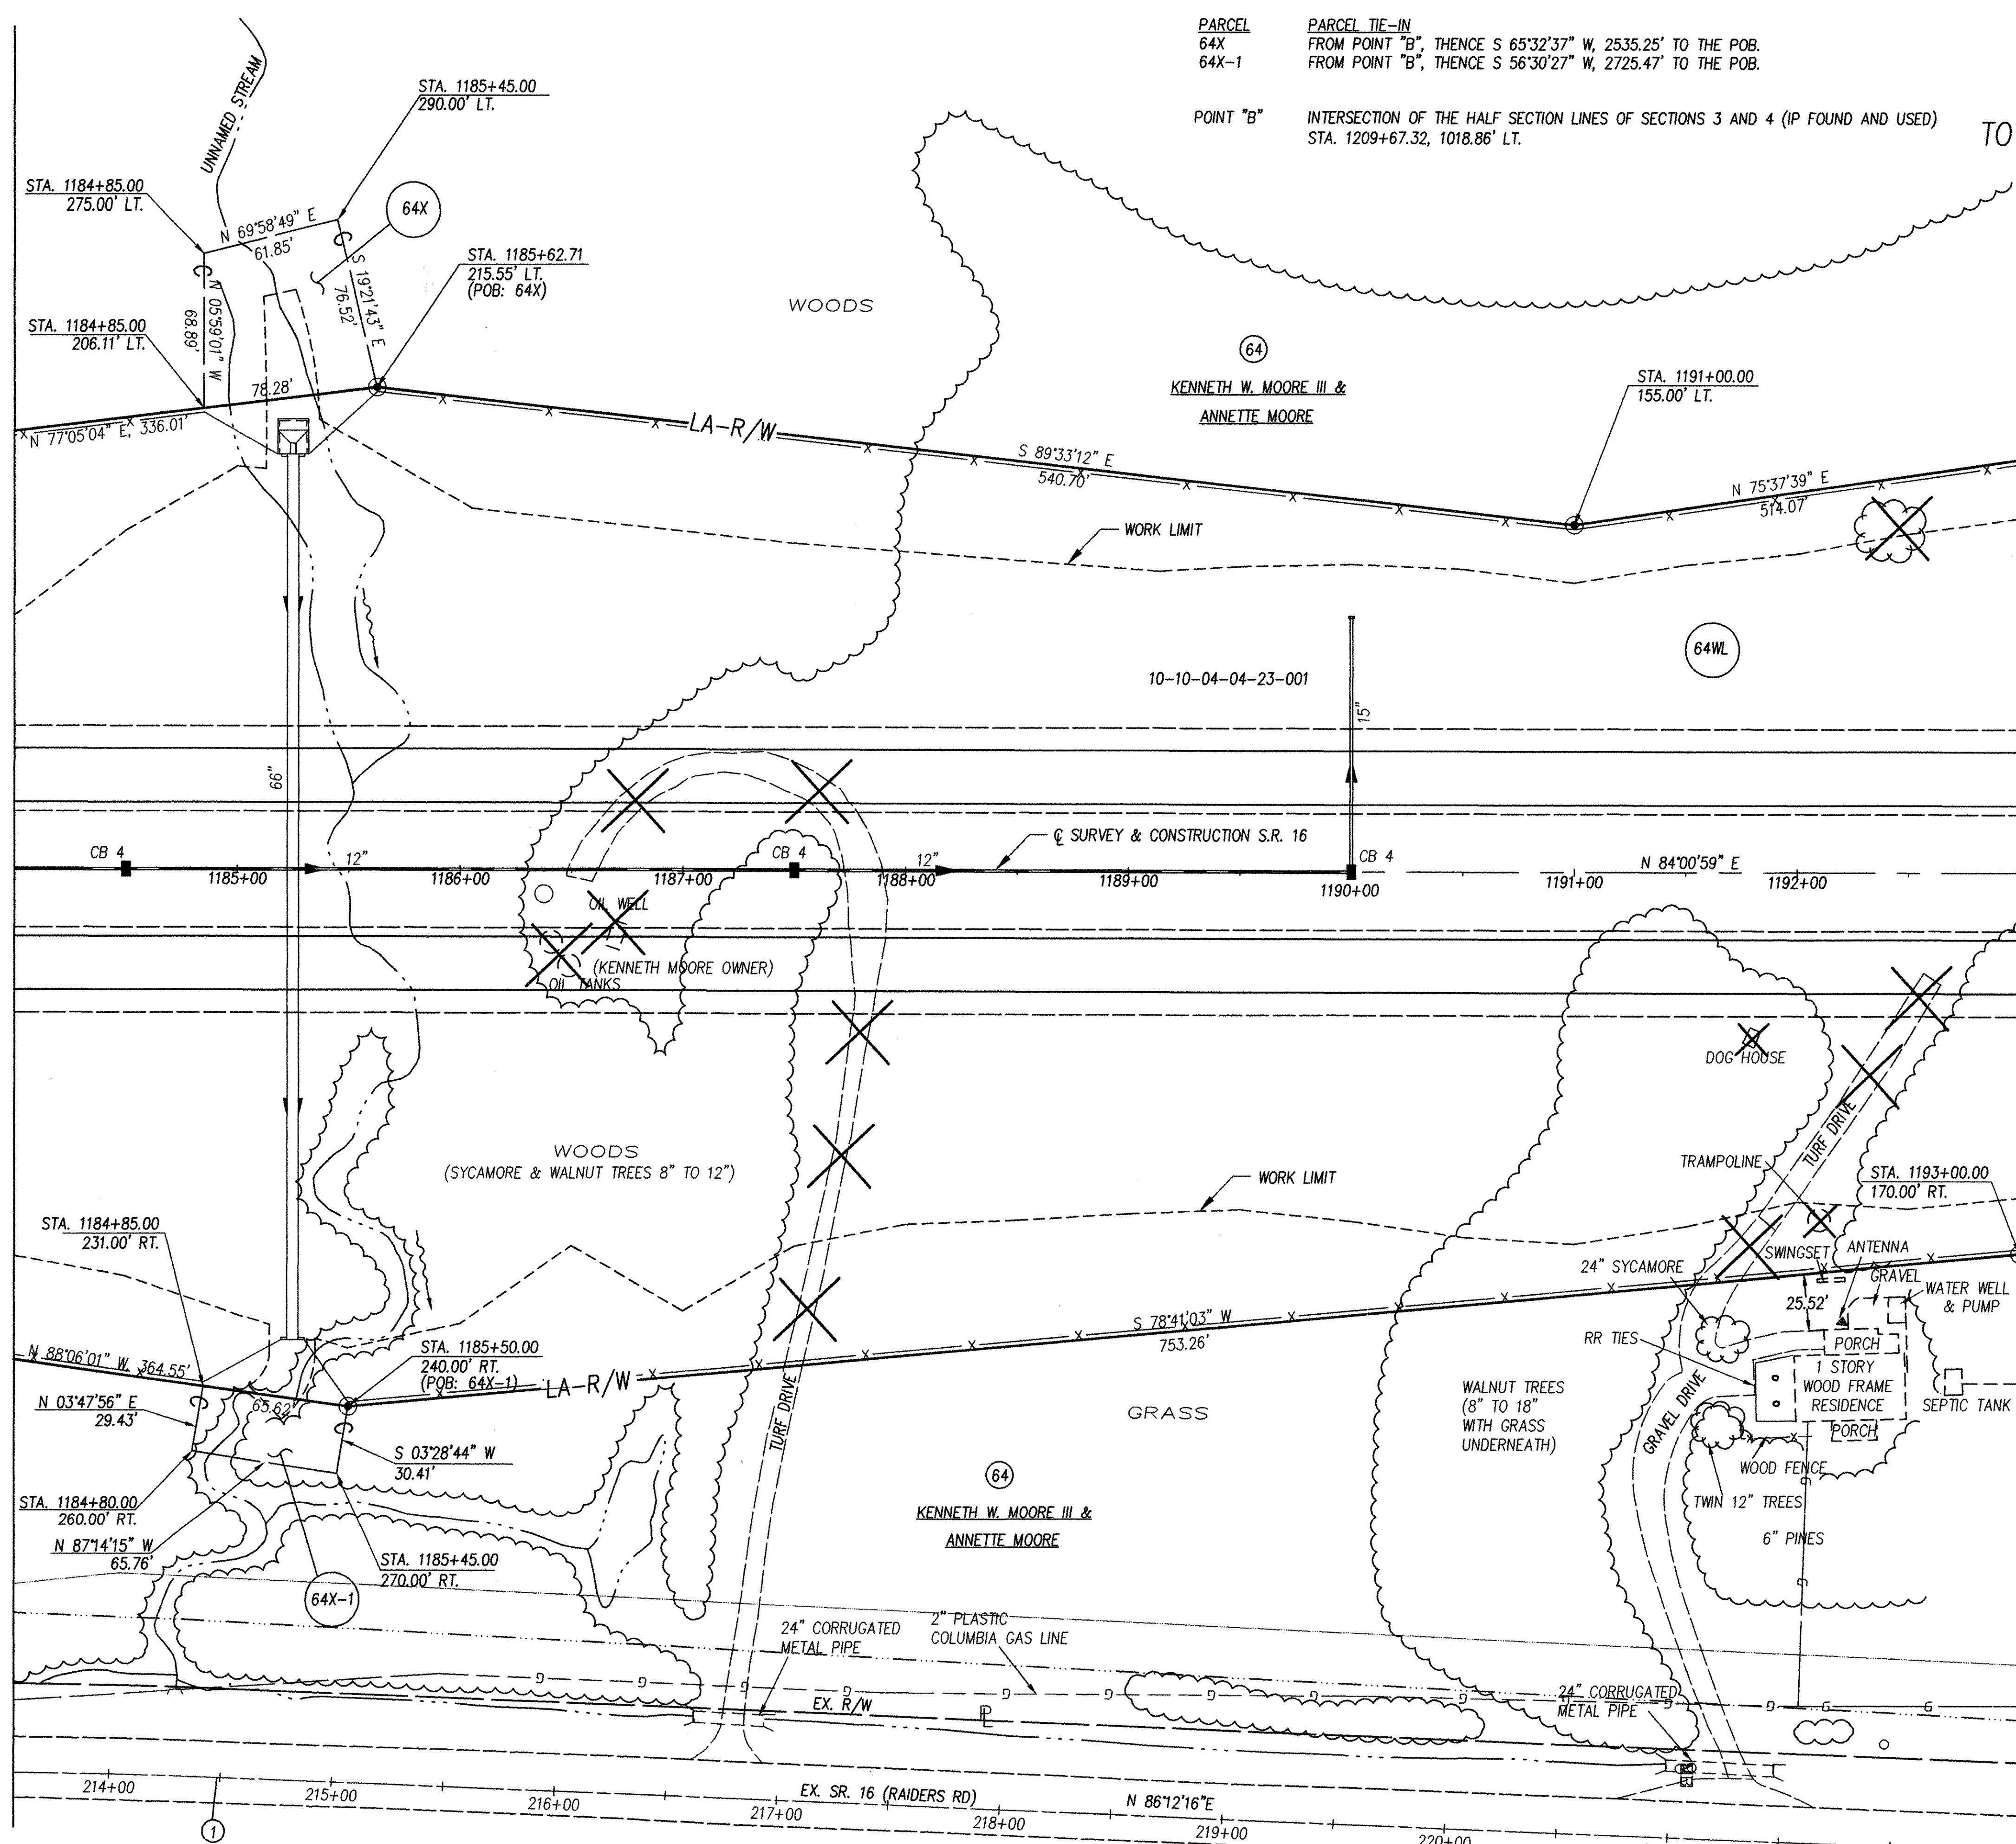 PARCEL PARCEL TIE-IN
64X FROM POINT "B", THENCE S 65°32'37" W, 2535.25' TO THE POB.
64X-1 FROM POINT "B", THENCE S 56°30'27" W, 2725.47' TO THE POB.
POINT "B" INTERSECTION OF THE HALF SECTION LINES OF SECTIONS 3 AND 4 (IP FOUND AND USED)
STA. 1209+67.32, 1018.86' LT.
TO
UNNAMED STREAM
STA. 1185+45.00
290.00' LT.
STA. 1184+85.00
275.00' LT.
N 69°58'49" E
61.85'
64X
S 19°21'43" E
76.52'
STA. 1185+62.71
215.55' LT.
(POB: 64X)
N 05°59'01" W
68.89'
STA. 1184+85.00
206.11' LT.
78.28'
N 77°05'04" E, 336.01'
WOODS
64
KENNETH W. MOORE III &
ANNETTE MOORE
STA. 1191+00.00
155.00' LT.
LA-R/W
S 89°33'12" E
540.70'
N 75°37'39" E
514.07'
WORK LIMIT
64WL
10-10-04-04-23-001
15"
66"
℄ SURVEY & CONSTRUCTION S.R. 16
CB 4
12"
CB 4
12"
CB 4
N 84°00'59" E
1185+00
1186+00
1187+00
1188+00
1189+00
1190+00
1191+00
1192+00
OIL WELL
(KENNETH MOORE OWNER)
OIL TANKS
DOG HOUSE
WOODS
(SYCAMORE & WALNUT TREES 8" TO 12")
WORK LIMIT
TURF DRIVE
TRAMPOLINE
STA. 1193+00.00
170.00' RT.
STA. 1184+85.00
231.00' RT.
24" SYCAMORE
SWINGSET
ANTENNA
GRAVEL
WATER WELL
& PUMP
25.52'
RR TIES
PORCH
1 STORY
WOOD FRAME
RESIDENCE
PORCH
SEPTIC TANK
N 88°06'01" W, 364.55'
STA. 1185+50.00
240.00' RT.
(POB: 64X-1)
LA-R/W
S 78°41'03" W
753.26'
N 03°47'56" E
29.43'
65.62'
S 03°28'44" W
30.41'
TURF DRIVE
GRASS
WALNUT TREES
(8" TO 18"
WITH GRASS
UNDERNEATH)
GRAVEL DRIVE
WOOD FENCE
TWIN 12" TREES
6" PINES
STA. 1184+80.00
260.00' RT.
N 87°14'15" W
65.76'
STA. 1185+45.00
270.00' RT.
64X-1
64
KENNETH W. MOORE III &
ANNETTE MOORE
24" CORRUGATED
METAL PIPE
2" PLASTIC
COLUMBIA GAS LINE
EX. R/W
PL
24" CORRUGATED
METAL PIPE
214+00
215+00
216+00
217+00
218+00
219+00
220+00
EX. SR. 16 (RAIDERS RD)
N 86°12'16"E
1